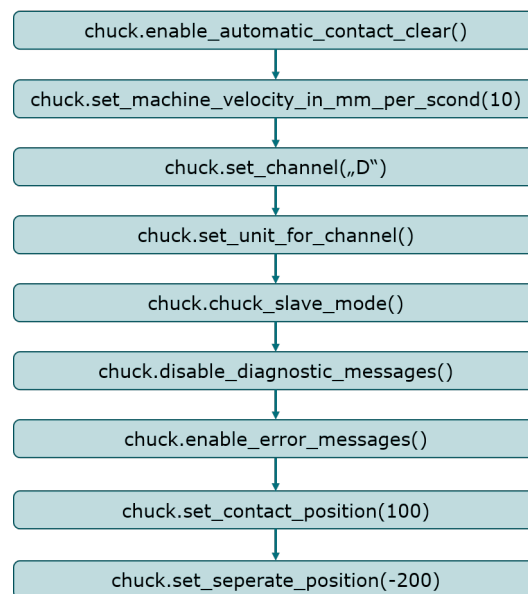 chuck.enable_automatic_contact_clear()
chuck.set_machine_velocity_in_mm_per_scond(10)
chuck.set_channel(„D“)
chuck.set_unit_for_channel()
chuck.chuck_slave_mode()
chuck.disable_diagnostic_messages()
chuck.enable_error_messages()
chuck.set_contact_position(100)
chuck.set_seperate_position(-200)